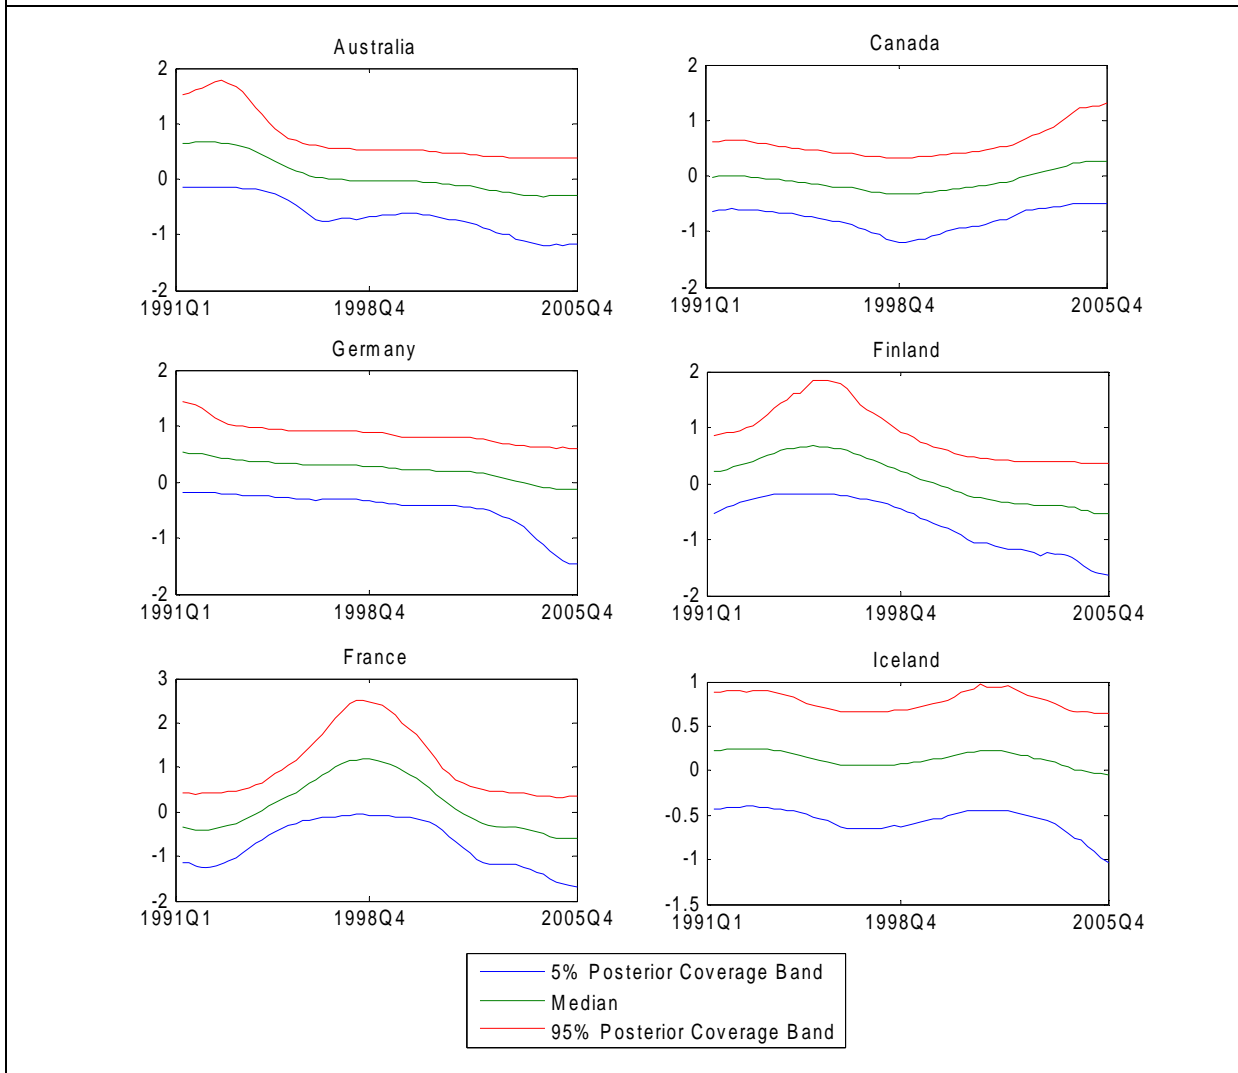 Australia
2
1
0
-1
-2
1991Q1 1998Q4 2005Q4
Canada
2
1
0
-1
-2
1991Q1 1998Q4 2005Q4
Germany
2
1
0
-1
-2
1991Q1 1998Q4 2005Q4
Finland
2
1
0
-1
-2
1991Q1 1998Q4 2005Q4
France
3
2
1
0
-1
-2
1991Q1 1998Q4 2005Q4
Iceland
1
0.5
0
-0.5
-1
-1.5
1991Q1 1998Q4 2005Q4
5% Posterior Coverage Band
Median
95% Posterior Coverage Band